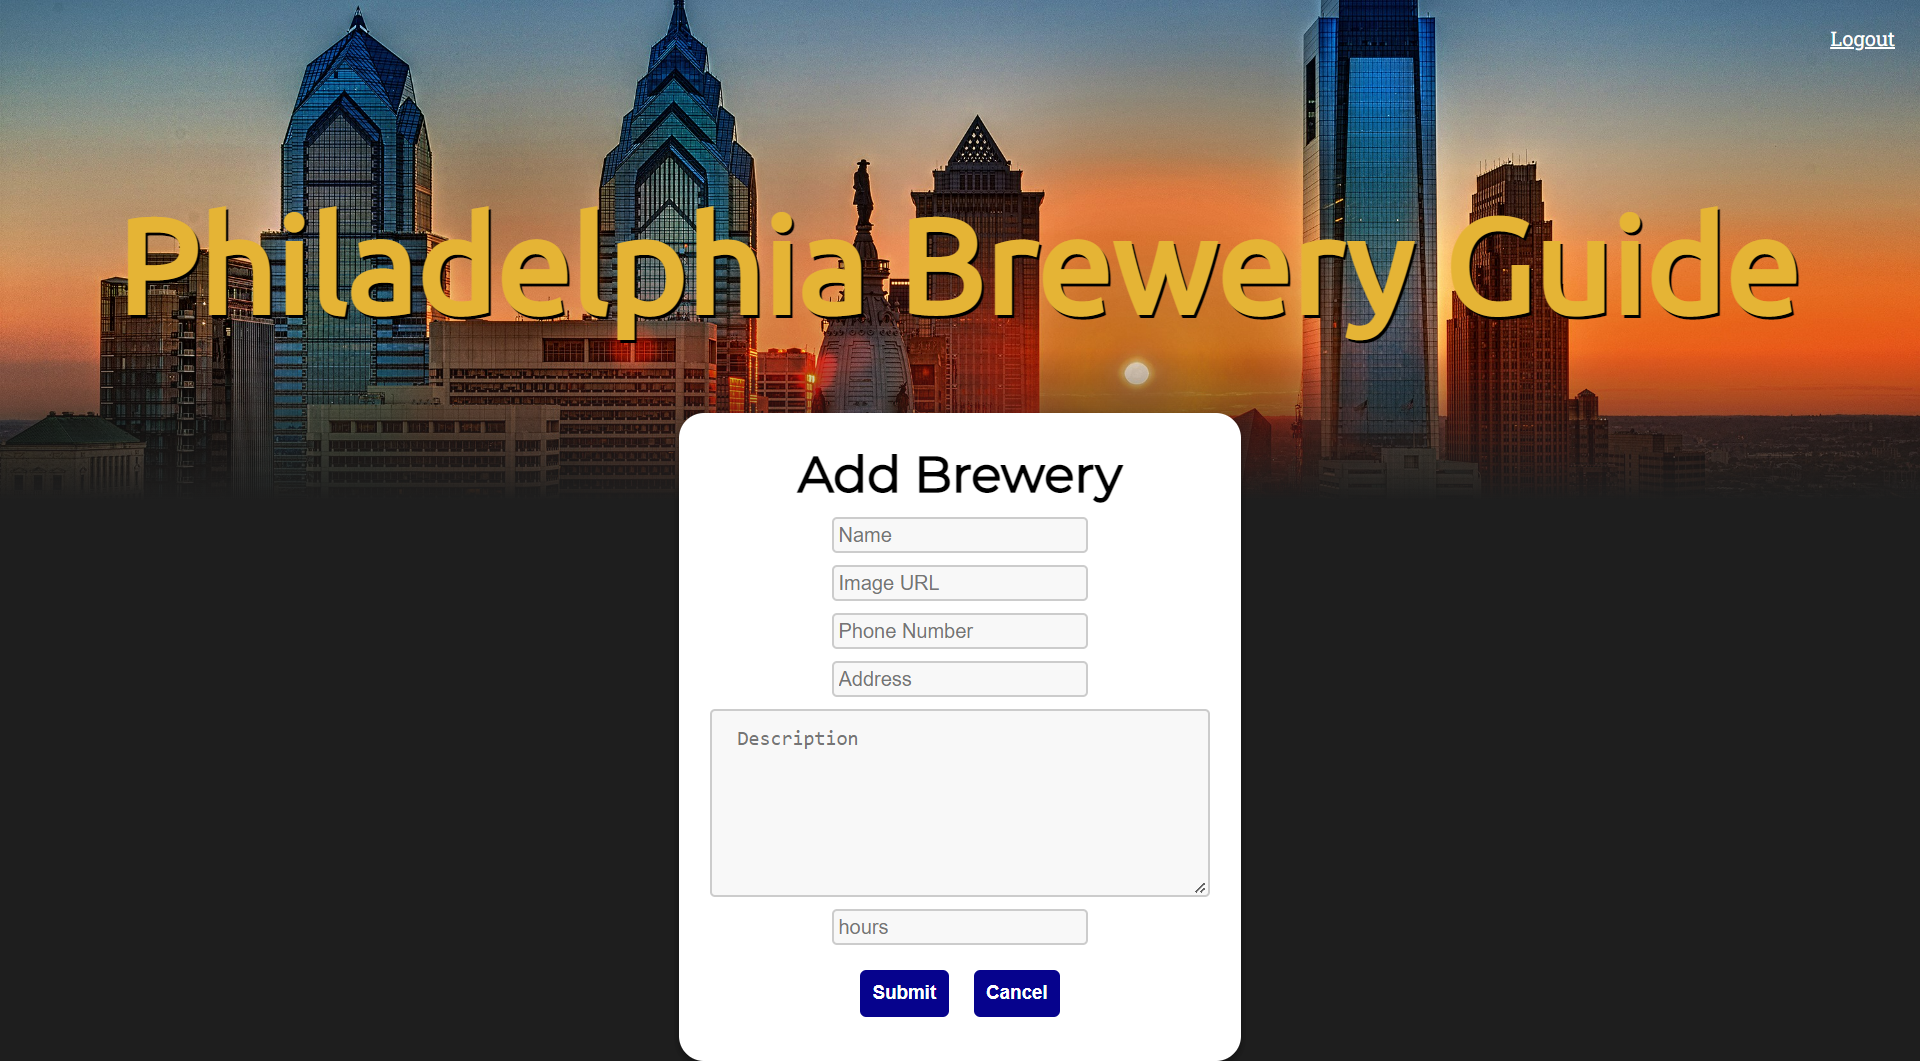 Logout
Philadelphia Brewery Guide
Add Brewery
Name
Image URL
Phone Number
Address
Description
hours
Submit Cancel